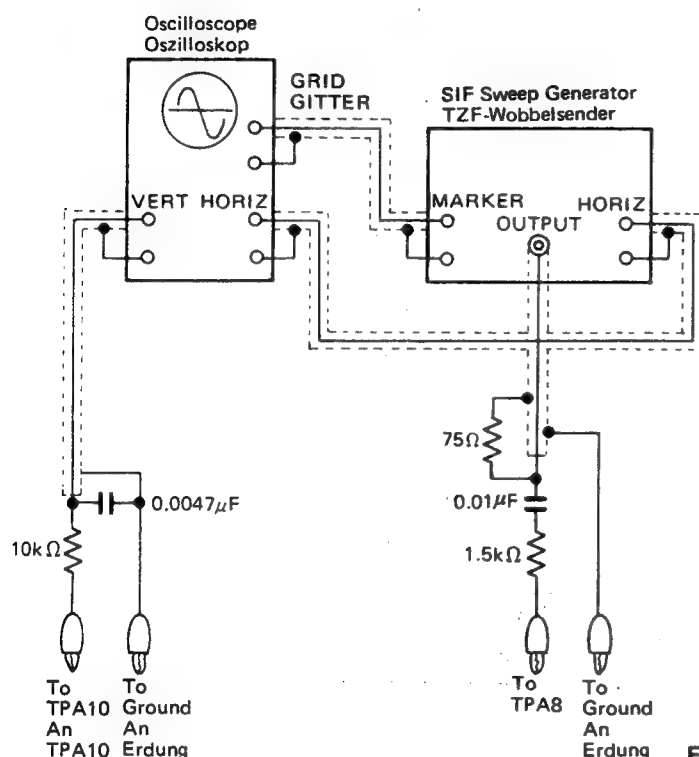 Oscilloscope
Oszilloskop
GRID
GITTER
SIF Sweep Generator
TZF-Wobbelsender
VERT HORIZ
MARKER
HORIZ
OUTPUT
75Ω
0.0047μF
0.01μF
10kΩ
1.5kΩ
To
TPA10
An
TPA10
To
Ground
An
Erdung
To
TPA8
To
Ground
An
Erdung